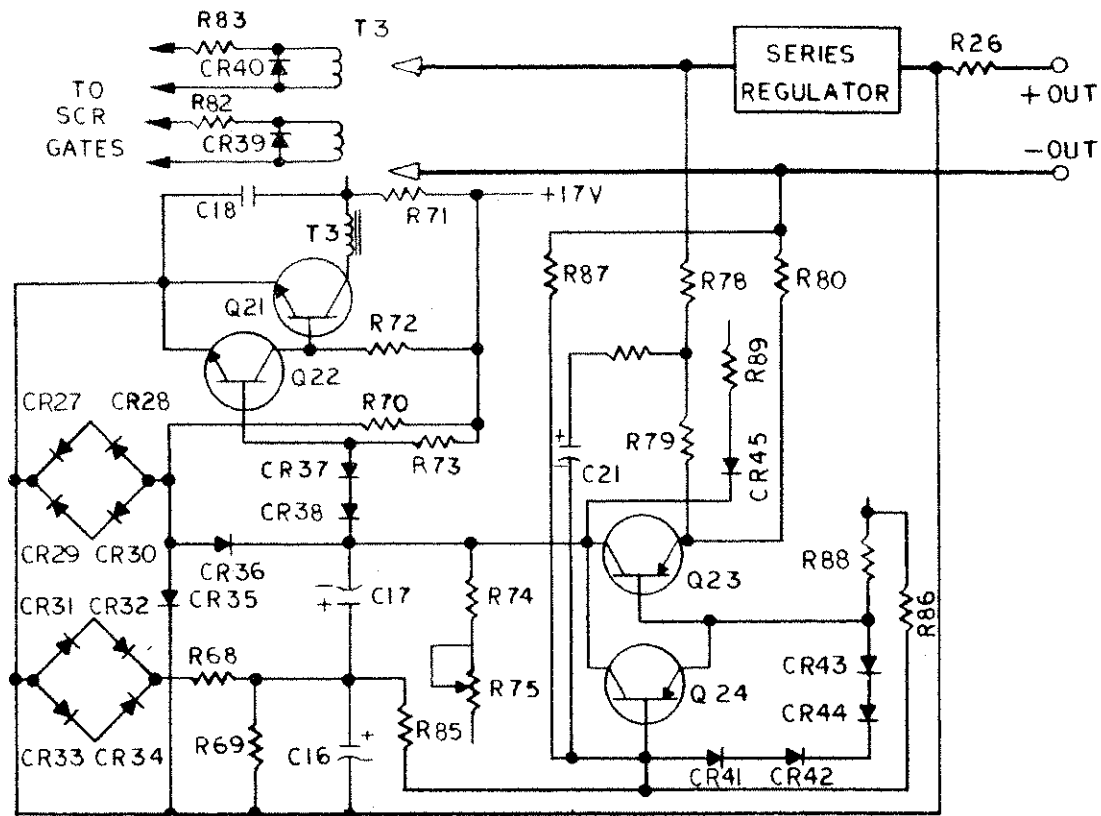 R83
T3
SERIES
REGULATOR
R26
CR40
TO
SCR
GATES
R82
CR39
+OUT
-OUT
C18
R71
+17V
T3
R87
R78
R80
Q21
R72
Q22
R89
CR27
CR28
R70
R79
CR45
R73
+
C21
CR37
CR38
CR29
CR30
CR36
Q23
R88
CR31
CR32
CR35
+
C17
R74
R86
R68
R75
CR43
Q24
CR44
CR33
CR34
R69
C16
+
R85
CR41
CR42